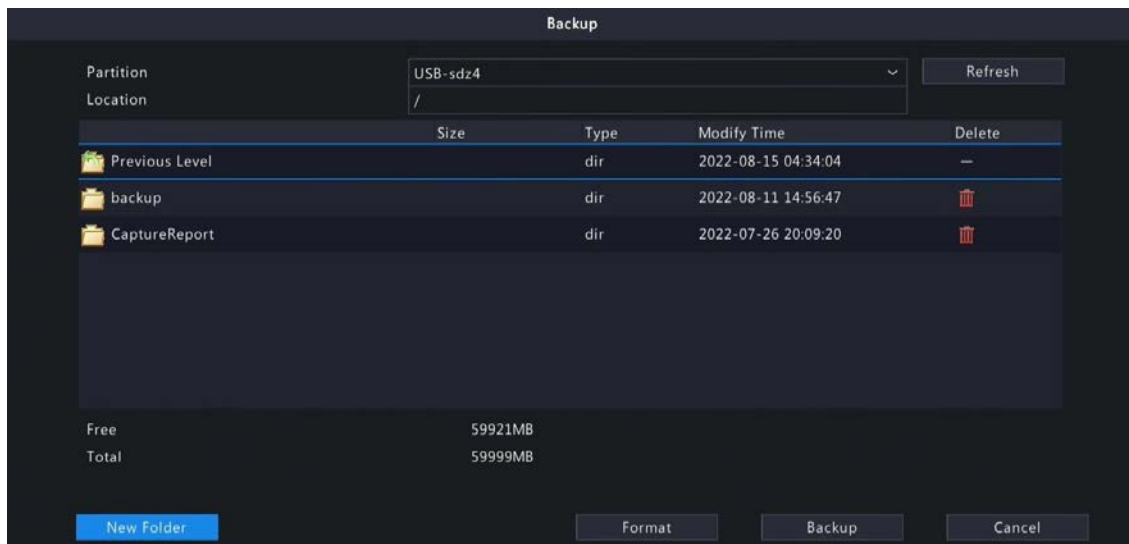 Backup
Partition USB-sdz4 Refresh
Location /
Size Type Modify Time Delete
Previous Level dir 2022-08-15 04:34:04 —
backup dir 2022-08-11 14:56:47
CaptureReport dir 2022-07-26 20:09:20
Free 59921MB
Total 59999MB
New Folder Format Backup Cancel